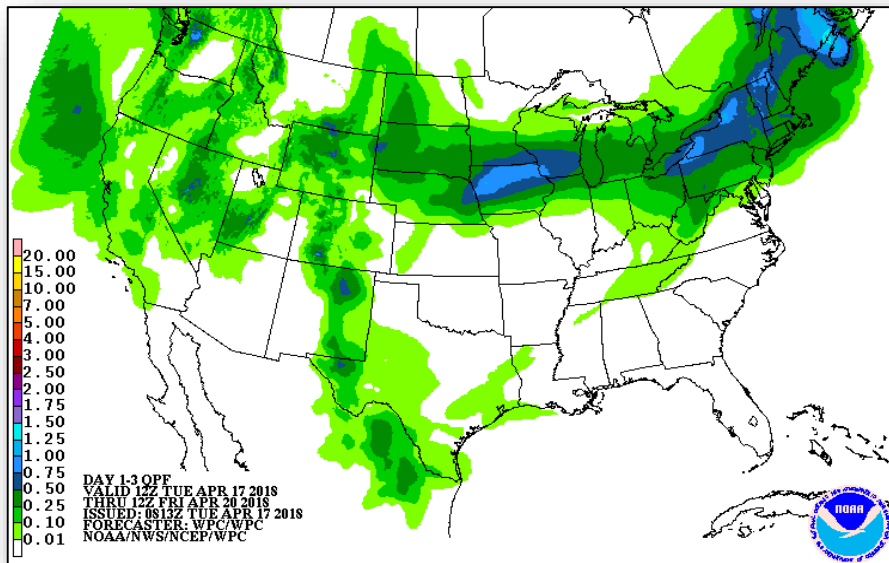 20.00
15.00
10.00
7.00
5.00
4.00
3.00
2.50
2.00
1.75
1.50
1.25
1.00
0.75
0.50
0.25
0.10
0.01
DAY 1-3 QPF
VALID 12Z TUE APR 17 2018
THRU 12Z FRI APR 20 2018
ISSUED: 0813Z TUE APR 17 2018
FORECASTER: WPC/WPC
NOAA/NWS/NCEP/WPC
NOAA